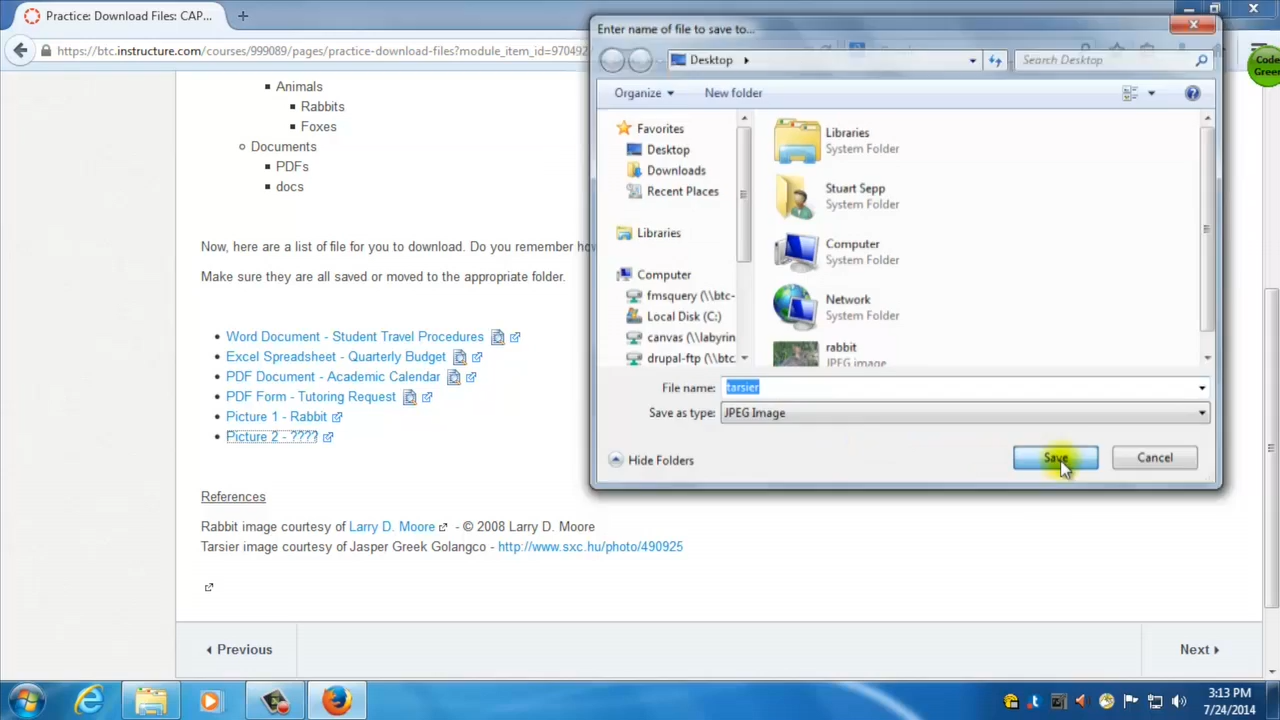 Practice: Download Files: CAP...
https://btc.instructure.com/courses/999089/pages/practice-download-files?module_item_id=970492
Animals
Rabbits
Foxes
Documents
PDFs
docs
Now, here are a list of file for you to download. Do you remember
Make sure they are all saved or moved to the appropriate folder.
Word Document - Student Travel Procedures
Excel Spreadsheet - Quarterly Budget
PDF Document - Academic Calendar
PDF Form - Tutoring Request
Picture 1 - Rabbit
Picture 2 - ????
References
Rabbit image courtesy of Larry D. Moore - © 2008 Larry D. Moore
Tarsier image courtesy of Jasper Greek Golangco - http://www.sxc.hu/photo/490925
Previous
Next
Enter name of file to save to...
Desktop
Search Desktop
Organize
New folder
Favorites
Desktop
Downloads
Recent Places
Libraries
Computer
fmsquery (\\btc-
Local Disk (C:)
canvas (\\labyrin
drupal-ftp (\\btc.
Libraries
System Folder
Stuart Sepp
System Folder
Computer
System Folder
Network
System Folder
rabbit
JPEG image
File name: tarsier
Save as type: JPEG Image
Hide Folders
Save
Cancel
Code
Green
3:13 PM
7/24/2014